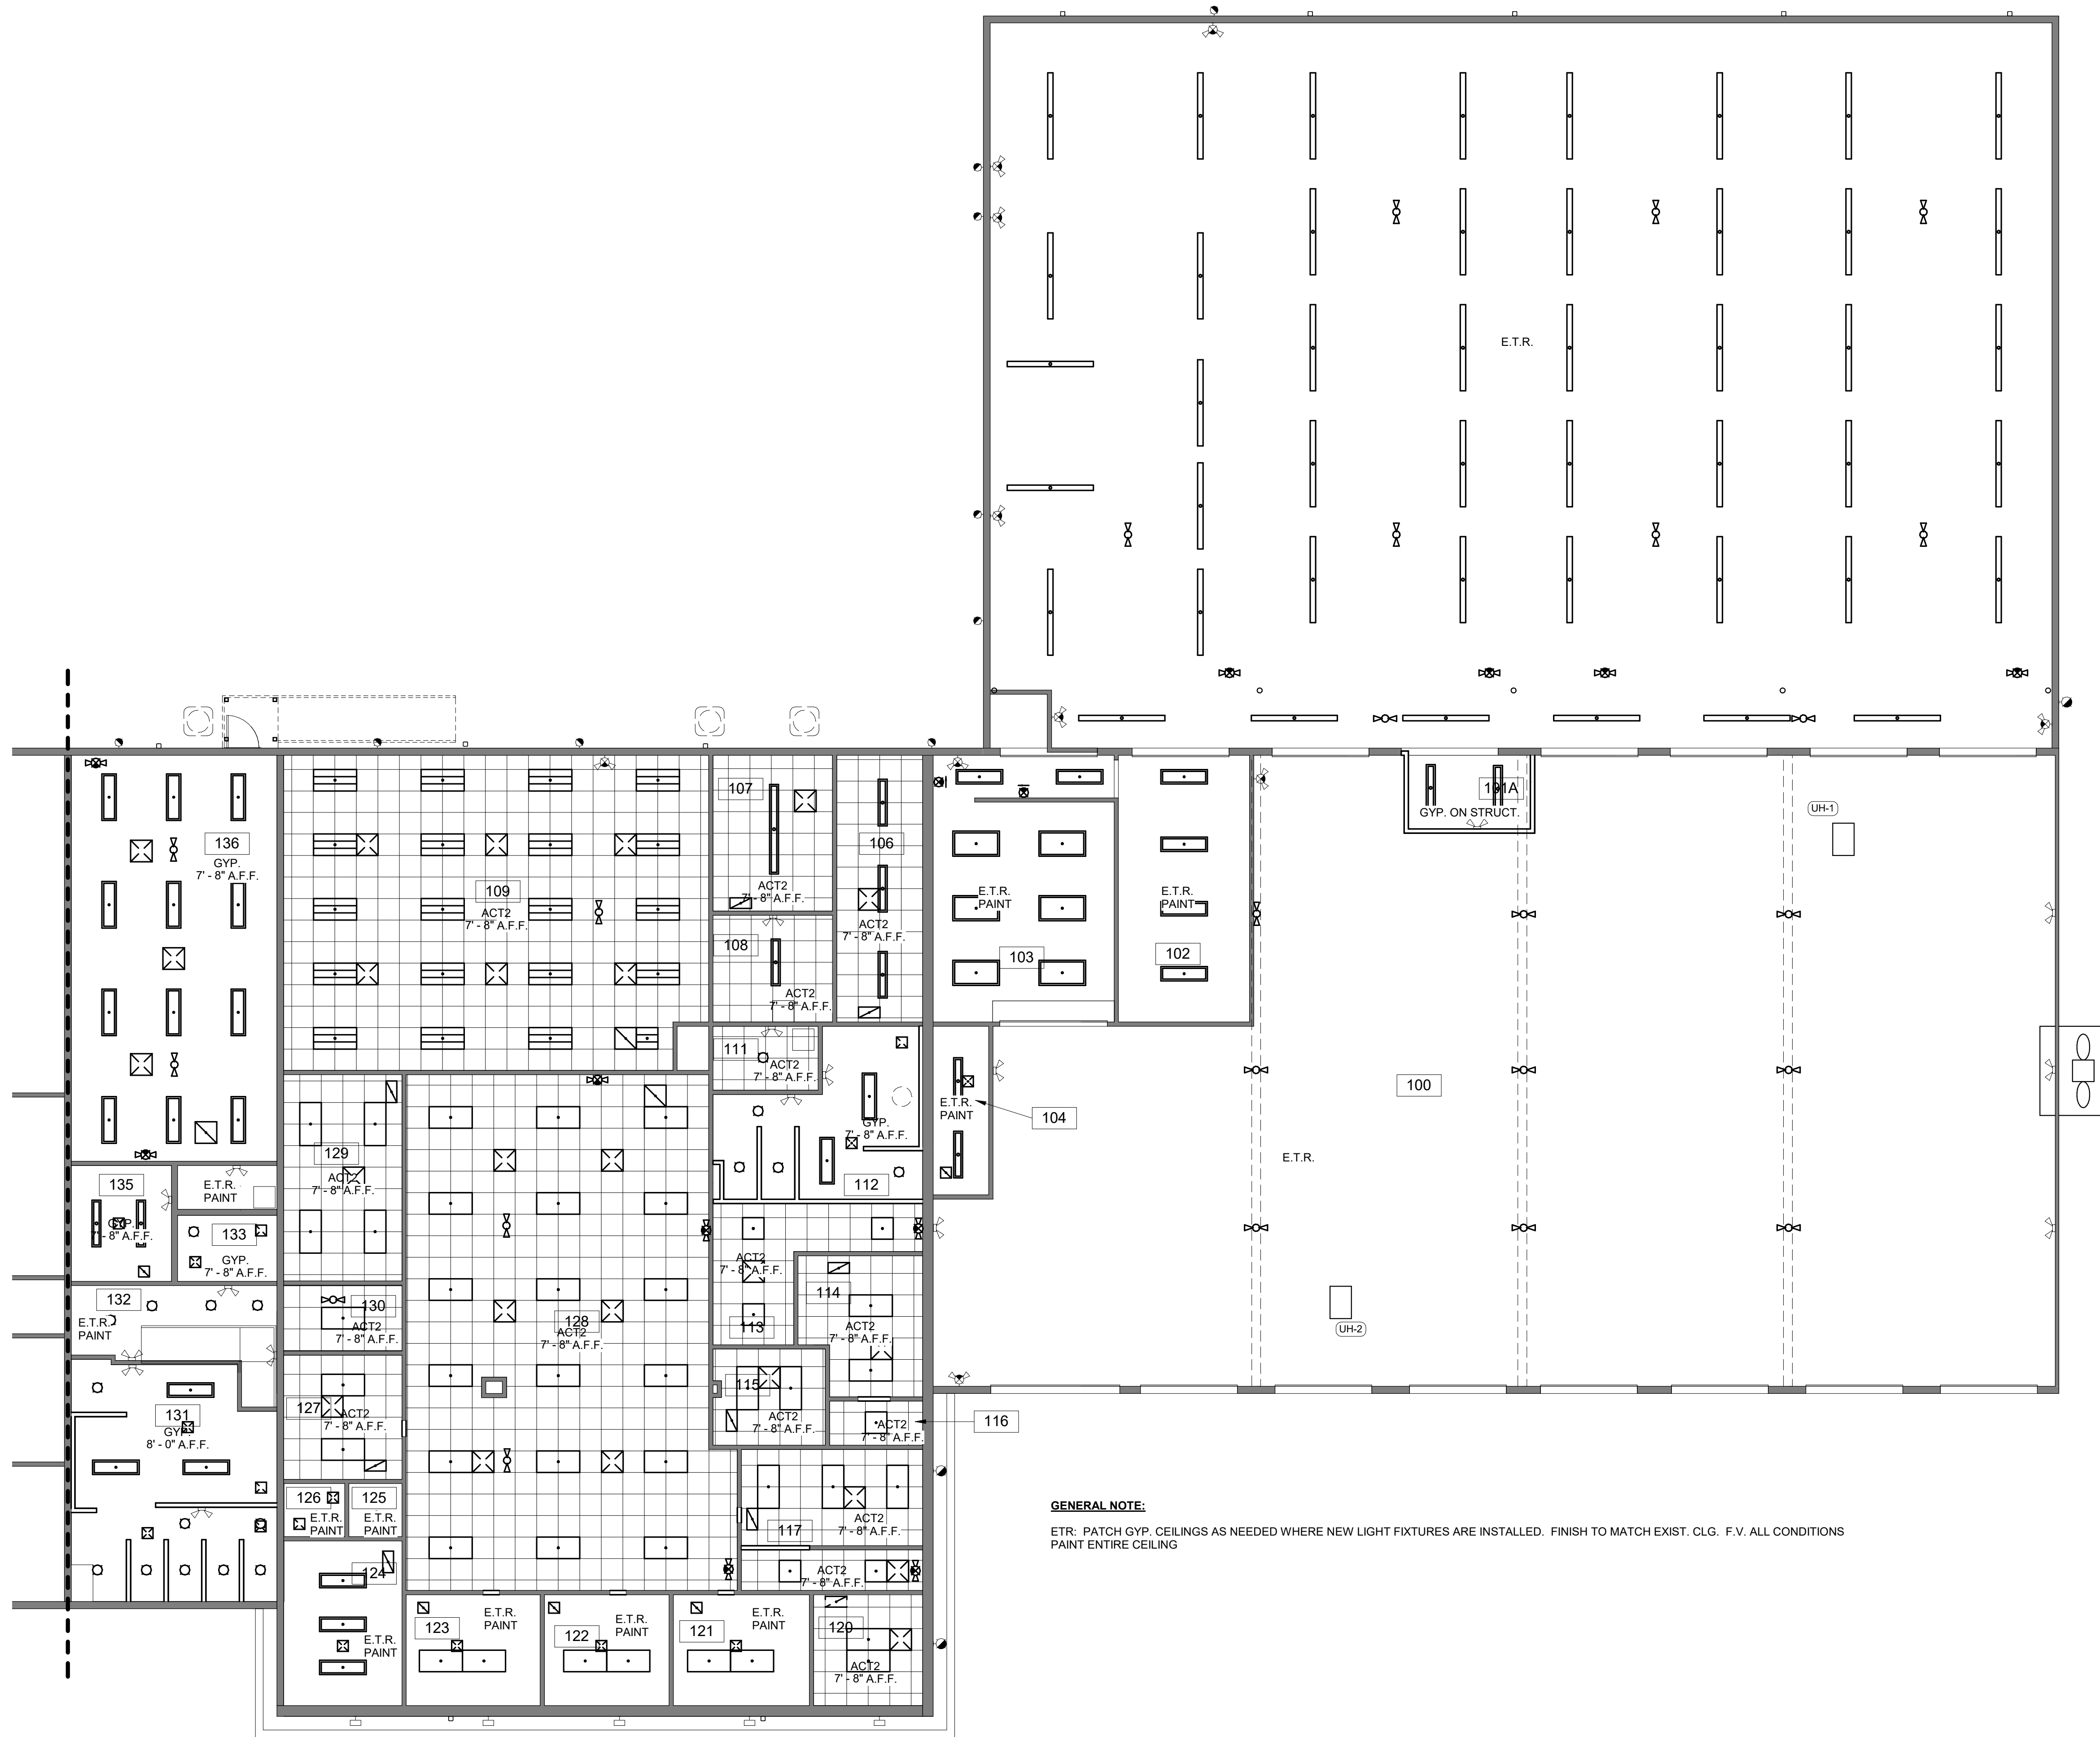 E.T.R.
101A
GYP. ON STRUCT.
UH-1
107
ACT2
7' - 8" A.F.F.
106
ACT2
7' - 8" A.F.F.
136
GYP.
7' - 8" A.F.F.
109
ACT2
7' - 8" A.F.F.
E.T.R.
PAINT
103
E.T.R.
PAINT
102
108
ACT2
7' - 8" A.F.F.
111
ACT2
7' - 8" A.F.F.
100
E.T.R.
PAINT
104
GYP.
7' - 8" A.F.F.
112
E.T.R.
129
ACT2
7' - 8" A.F.F.
135
GYP.
7' - 8" A.F.F.
E.T.R.
PAINT
133
GYP.
7' - 8" A.F.F.
132
E.T.R.
PAINT
130
ACT2
7' - 8" A.F.F.
128
ACT2
7' - 8" A.F.F.
ACT2
7' - 8" A.F.F.
113
114
ACT2
7' - 8" A.F.F.
UH-2
115
ACT2
7' - 8" A.F.F.
ACT2
7' - 8" A.F.F.
116
127
ACT2
7' - 8" A.F.F.
131
GYP.
8' - 0" A.F.F.
126
E.T.R.
PAINT
125
E.T.R.
PAINT
117
ACT2
7' - 8" A.F.F.
ACT2
7' - 8" A.F.F.
124
E.T.R.
PAINT
123
E.T.R.
PAINT
122
E.T.R.
PAINT
121
E.T.R.
PAINT
120
ACT2
7' - 8" A.F.F.
GENERAL NOTE:
ETR: PATCH GYP. CEILINGS AS NEEDED WHERE NEW LIGHT FIXTURES ARE INSTALLED. FINISH TO MATCH EXIST. CLG. F.V. ALL CONDITIONS
PAINT ENTIRE CEILING